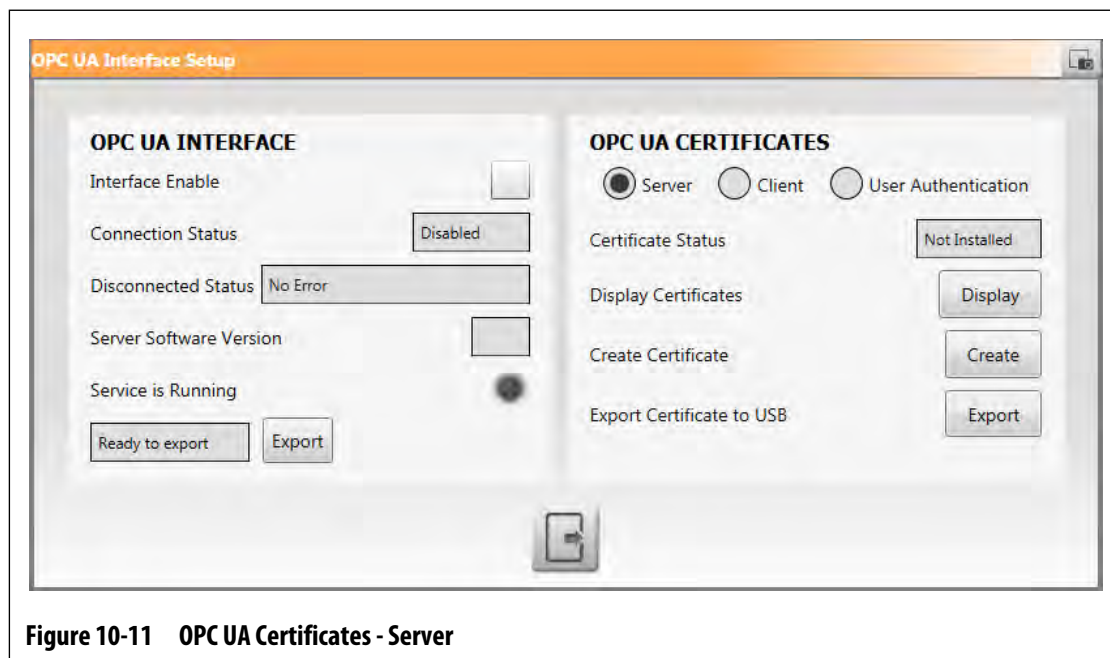 OPC UA Interface Setup
OPC UA INTERFACE
Interface Enable
Connection Status Disabled
Disconnected Status No Error
Server Software Version
Service is Running
Ready to export Export
OPC UA CERTIFICATES
Server Client User Authentication
Certificate Status Not Installed
Display Certificates Display
Create Certificate Create
Export Certificate to USB Export
Figure 10-11 OPC UA Certificates - Server